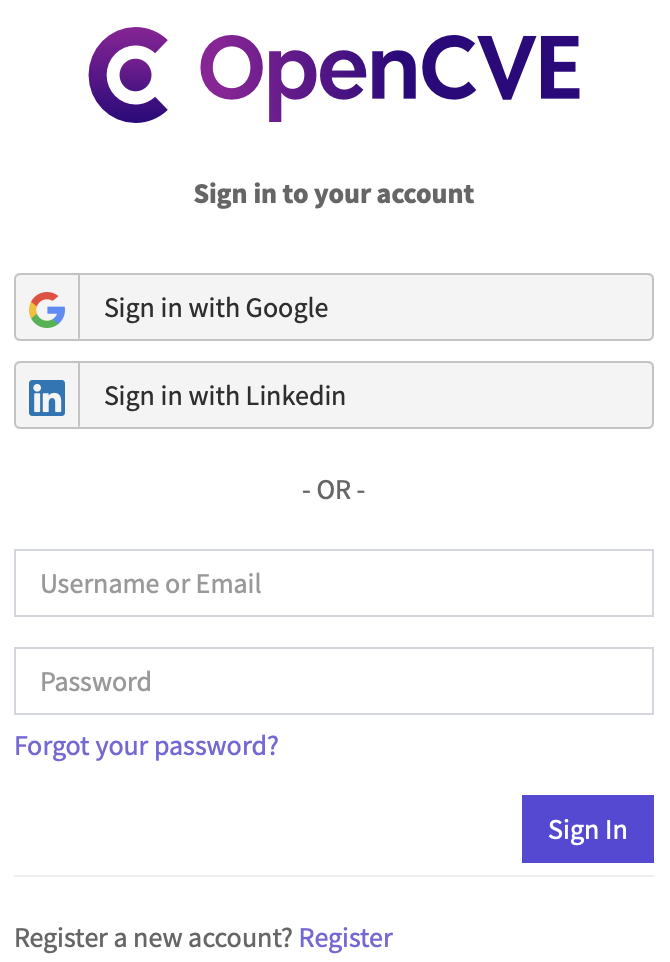 OpenCVE
Sign in to your account
Sign in with Google
Sign in with Linkedin
- OR -
Username or Email
Password
Forgot your password?
Sign In
Register a new account? Register